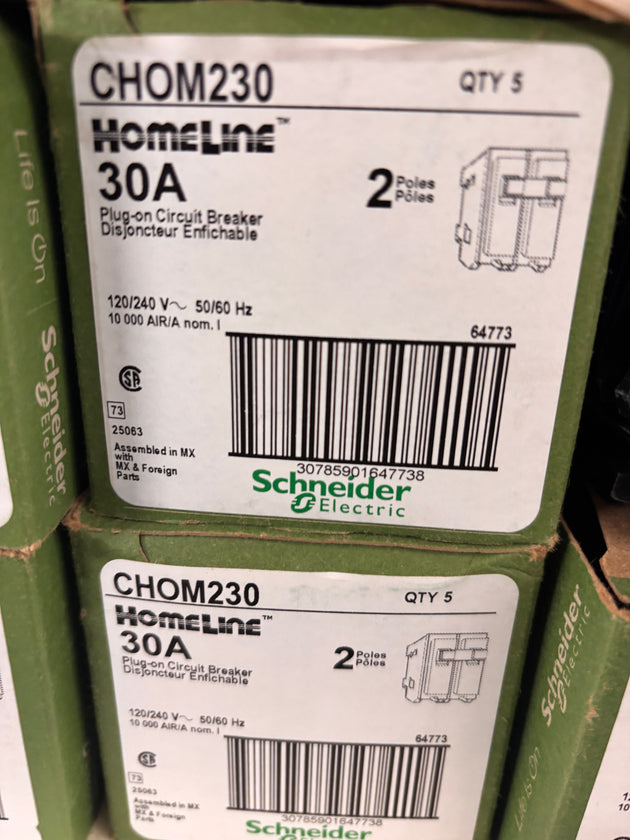 CHOM230 QTY 5
HOMELINE™
30A
2 Poles
Pôles
Plug-on Circuit Breaker
Disjoncteur Enfichable
120/240 V~ 50/60 Hz
10 000 AIR/A nom. I
64773
SA
73
25063
Assembled in MX
with
MX & Foreign
Parts
30785901647738
Schneider
Electric
Life Is On
Schneider
Electric
CHOM230 QTY 5
HOMELINE™
30A
2 Poles
Pôles
Plug-on Circuit Breaker
Disjoncteur Enfichable
120/240 V~ 50/60 Hz
10 000 AIR/A nom. I
64773
SA
73
25063
Assembled in MX
with
MX & Foreign
Parts
30785901647738
Schneider
Life Is On
Schneider
Electric